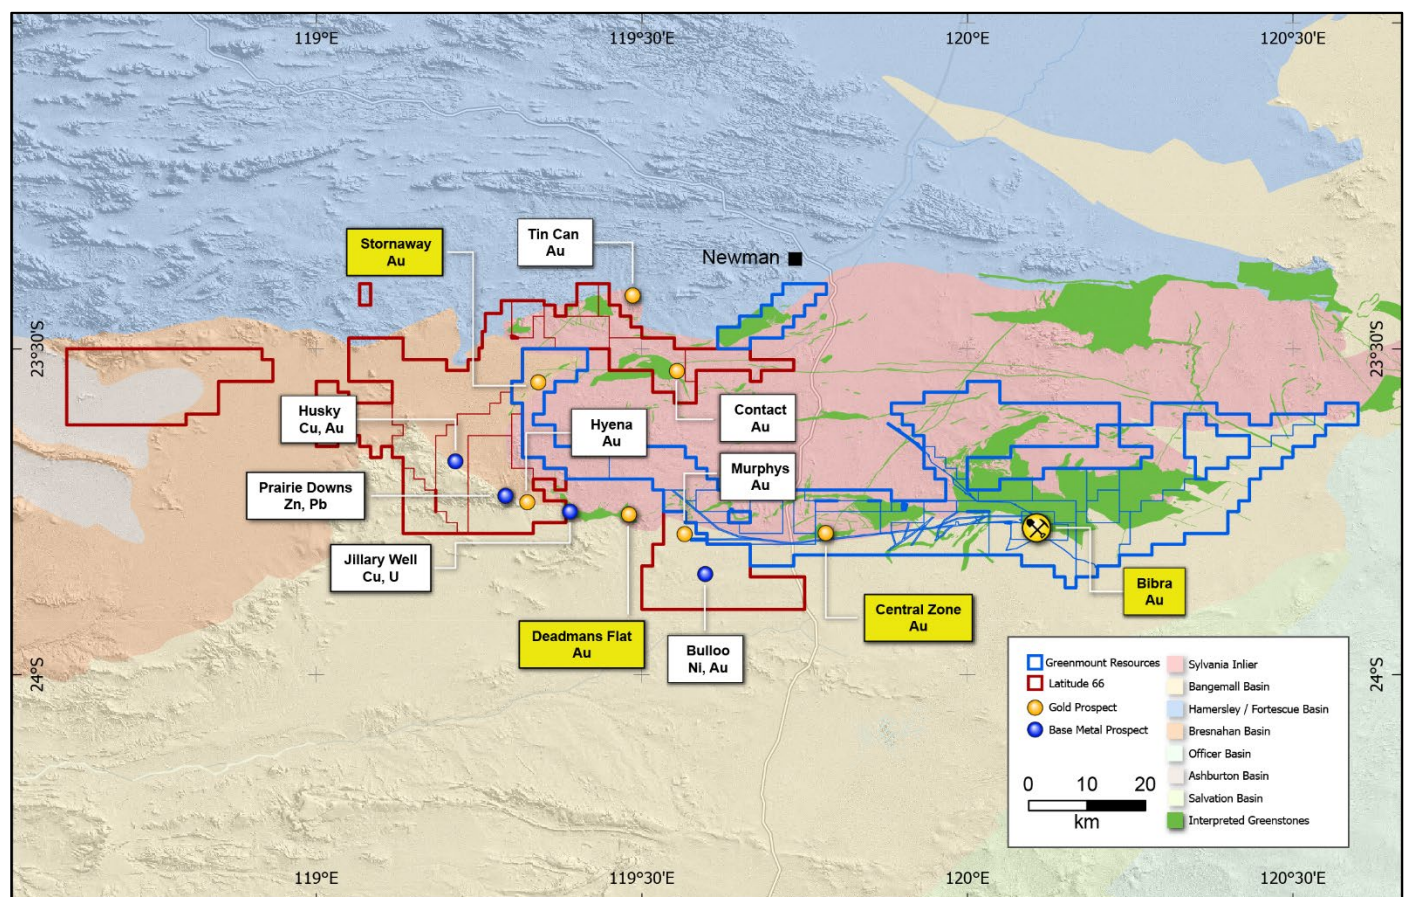 119°E
119°30'E
120°E
120°30'E
Tin Can
Au
Stornaway
Au
Newman
23°30'S
23°30'S
Husky
Cu, Au
Hyena
Au
Contact
Au
Murphys
Au
Prairie Downs
Zn, Pb
Jillary Well
Cu, U
Bibra
Au
Central Zone
Au
Deadmans Flat
Au
Bulloo
Ni, Au
24°S
24°S
Greenmount Resources
Latitude 66
Gold Prospect
Base Metal Prospect
0 10 20
km
Sylvania Inlier
Bangemall Basin
Hamersley / Fortescue Basin
Bresnahan Basin
Officer Basin
Ashburton Basin
Salvation Basin
Interpreted Greenstones
119°E
119°30'E
120°E
120°30'E